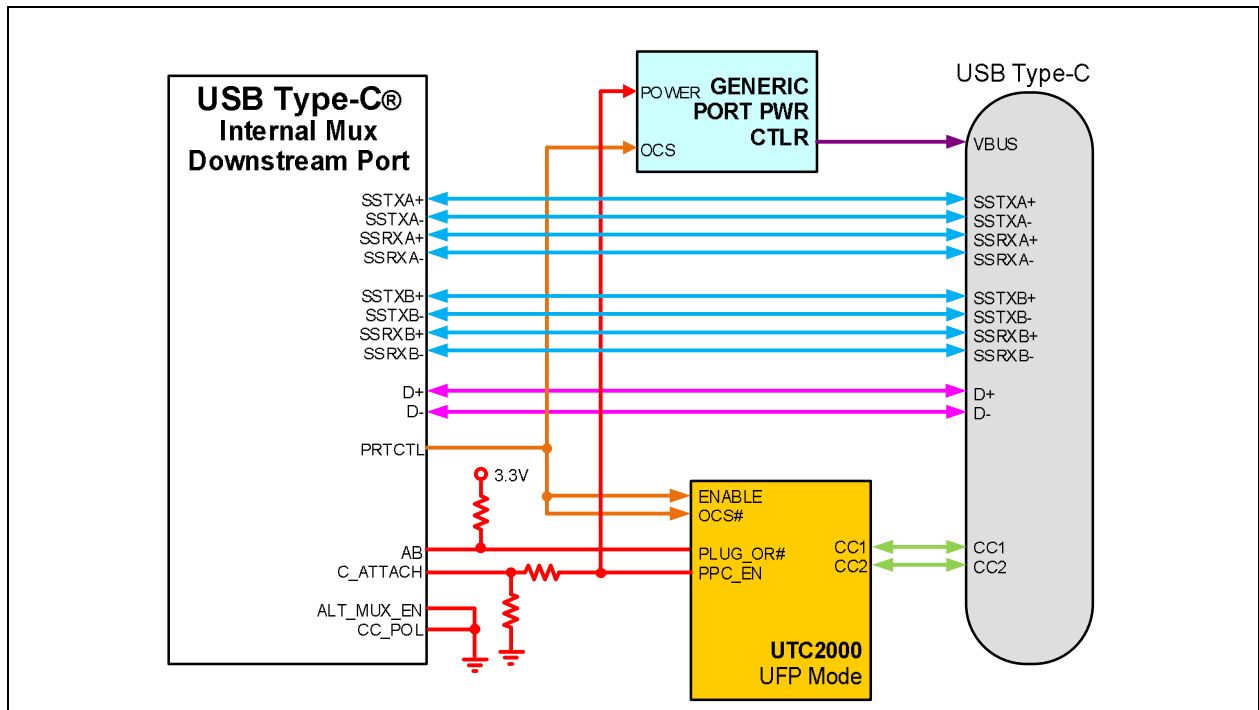 USB Type-C®
Internal Mux
Downstream Port
SSTXA+
SSTXA-
SSRXA+
SSRXA-
SSTXB+
SSTXB-
SSRXB+
SSRXB-
D+
D-
PRTCTL
AB
C_ATTACH
ALT_MUX_EN
CC_POL
3.3V
POWER
OCS
GENERIC
PORT PWR
CTLR
ENABLE
OCS#
PLUG_OR#
PPC_EN
CC1
CC2
UTC2000
UFP Mode
USB Type-C
VBUS
SSTXA+
SSTXA-
SSRXA+
SSRXA-
SSTXB+
SSTXB-
SSRXB+
SSRXB-
D+
D-
CC1
CC2